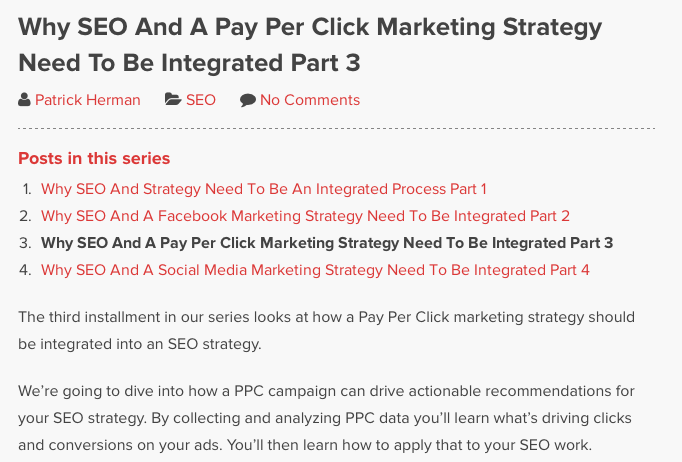 Why SEO And A Pay Per Click Marketing Strategy
Need To Be Integrated Part 3
Patrick Herman SEO No Comments
Posts in this series
1. Why SEO And Strategy Need To Be An Integrated Process Part 1
2. Why SEO And A Facebook Marketing Strategy Need To Be Integrated Part 2
3. Why SEO And A Pay Per Click Marketing Strategy Need To Be Integrated Part 3
4. Why SEO And A Social Media Marketing Strategy Need To Be Integrated Part 4
The third installment in our series looks at how a Pay Per Click marketing strategy should
be integrated into an SEO strategy.
We’re going to dive into how a PPC campaign can drive actionable recommendations for
your SEO strategy. By collecting and analyzing PPC data you’ll learn what’s driving clicks
and conversions on your ads. You’ll then learn how to apply that to your SEO work.